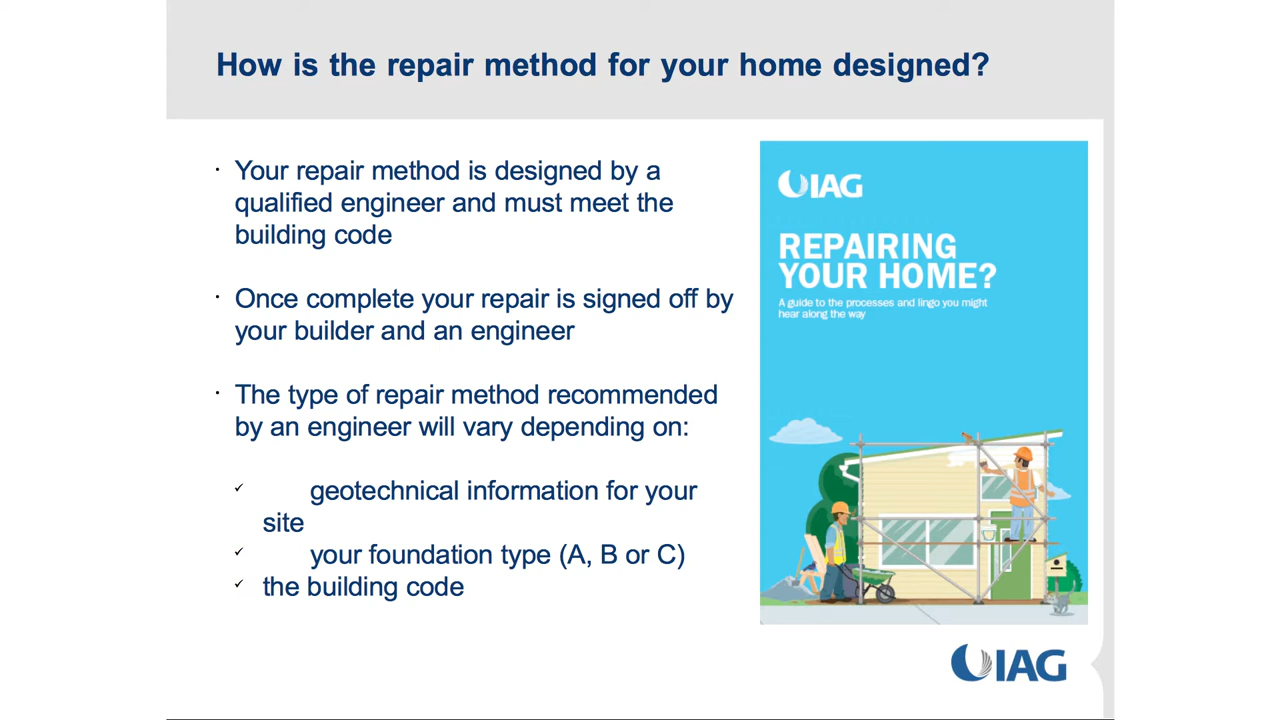 How is the repair method for your home designed?
· Your repair method is designed by a
qualified engineer and must meet the
building code
· Once complete your repair is signed off by
your builder and an engineer
· The type of repair method recommended
by an engineer will vary depending on:
✓ geotechnical information for your
site
✓ your foundation type (A, B or C)
✓ the building code
IAG
REPAIRING
YOUR HOME?
A guide to the processes and lingo you might
hear along the way
IAG